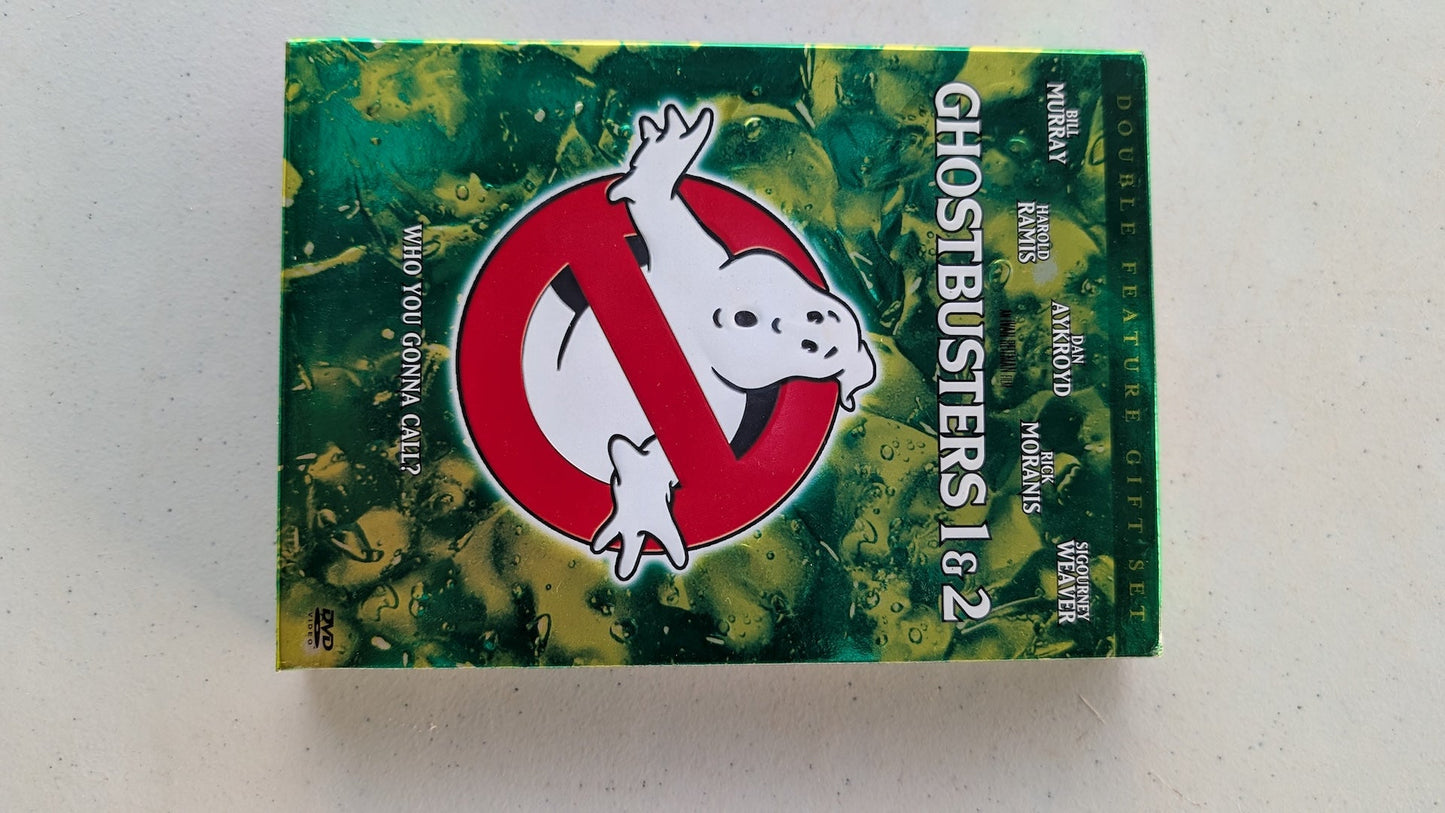 DOUBLE FEATURE GIFT SET
BILL
MURRAY
HAROLD
RAMIS
DAN
AYKROYD
RICK
MORANIS
SIGOURNEY
WEAVER
GHOSTBUSTERS 1 & 2
WHO YOU GONNA CALL?
DVD
VIDEO